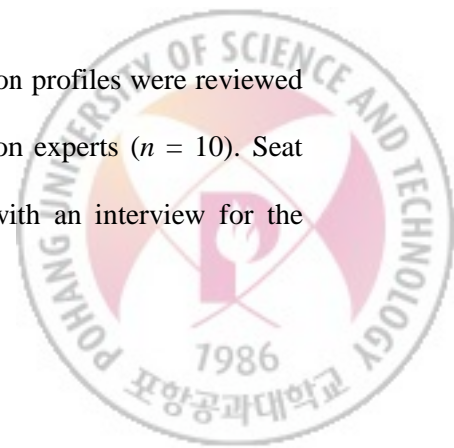 on profiles were reviewed
on experts (n = 10). Seat
with an interview for the
POHANG UNIVERSITY OF SCIENCE AND TECHNOLOGY
1986
포항공과대학교